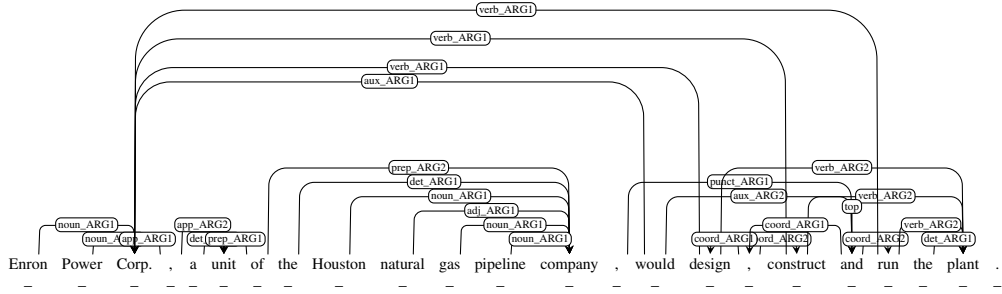 verb_ARG1
verb_ARG1
verb_ARG1
aux_ARG1
prep_ARG2 verb_ARG2
det_ARG1 punct_ARG1
noun_ARG1 aux_ARG2 verb_ARG2
adj_ARG1 top
noun_ARG1 app_ARG2 noun_ARG1 coord_ARG1 verb_ARG2
app_ARG1 prep_ARG1 noun_ARG1 coord_ARG2 det_ARG1
Enron Power Corp. , a unit of the Houston natural gas pipeline company , would design , construct and run the plant .
_ _ _ _ _ _ _ _ _ _ _ _ _ _ _ _ _ _ _ _ _ _ _